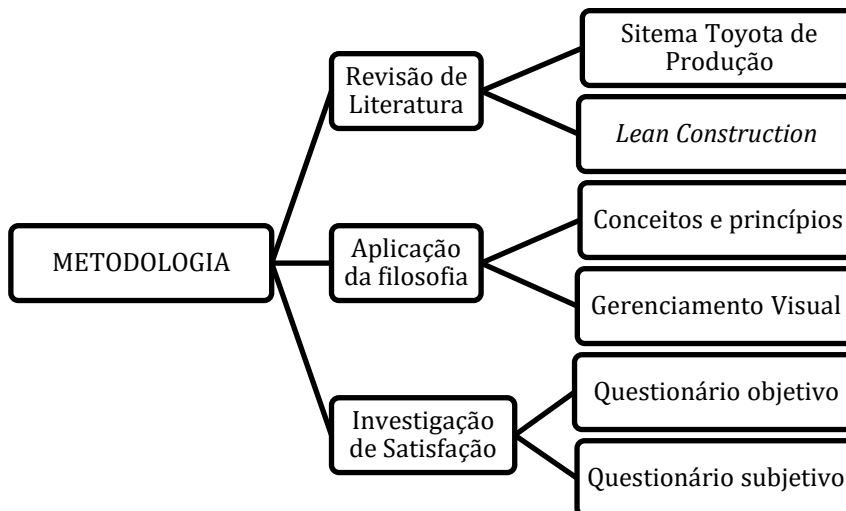 METODOLOGIA
Revisão de
Literatura
Sitema Toyota de
Produção
Lean Construction
Aplicação
da filosofia
Conceitos e princípios
Gerenciamento Visual
Investigação
de Satisfação
Questionário objetivo
Questionário subjetivo